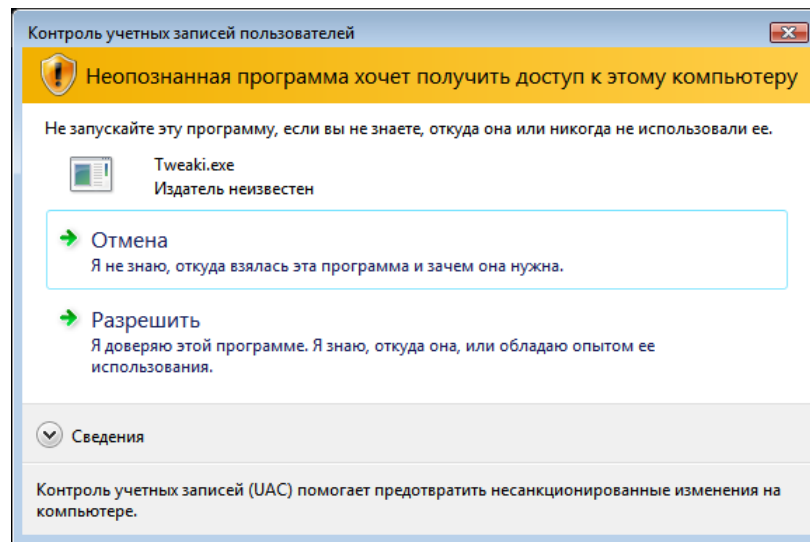 Контроль учетных записей пользователей
Неопознанная программа хочет получить доступ к этому компьютеру
Не запускайте эту программу, если вы не знаете, откуда она или никогда не использовали ее.
Tweaki.exe
Издатель неизвестен
Отмена
Я не знаю, откуда взялась эта программа и зачем она нужна.
Разрешить
Я доверяю этой программе. Я знаю, откуда она, или обладаю опытом ее
использования.
Сведения
Контроль учетных записей (UAC) помогает предотвратить несанкционированные изменения на
компьютере.